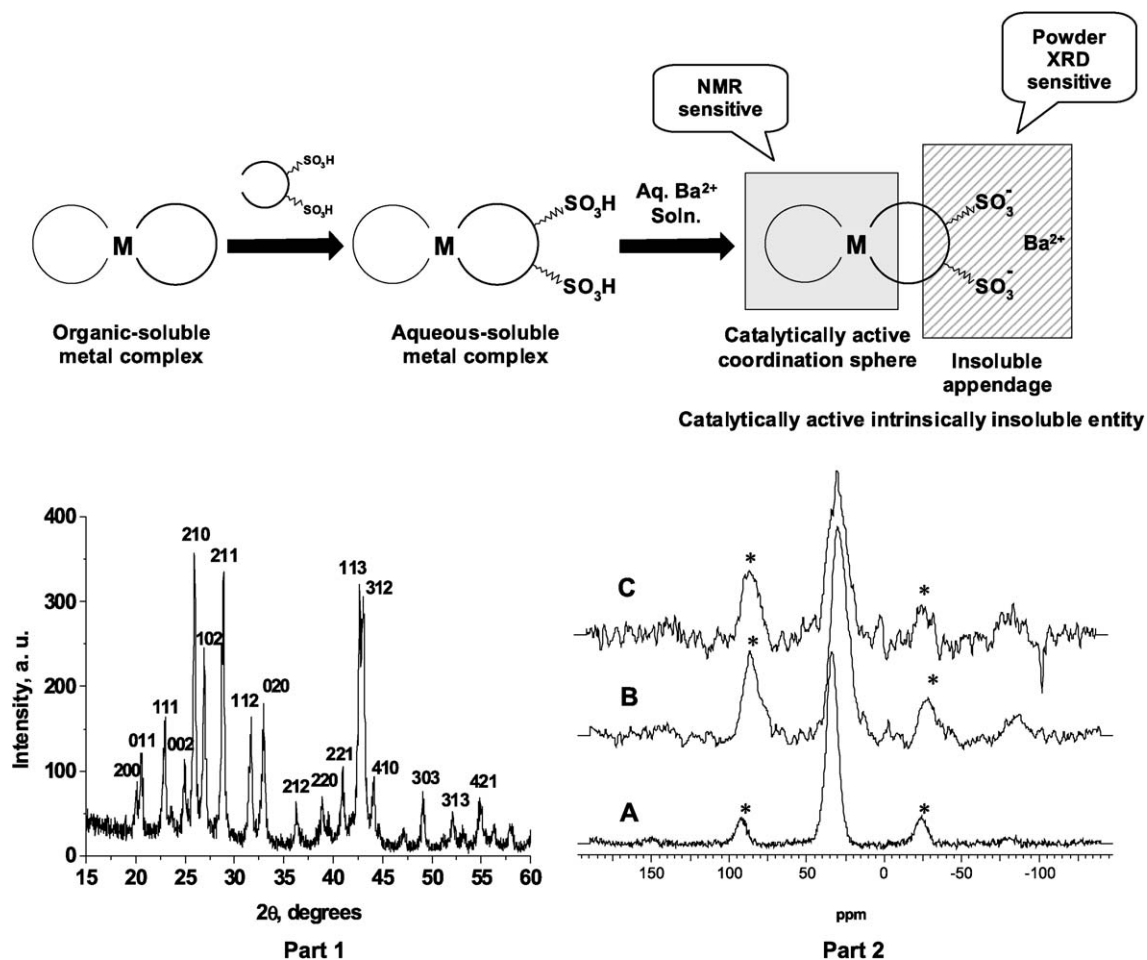 Powder
XRD
sensitive
NMR
sensitive
SO₃H
SO₃H
M
M
SO₃H
SO₃H
Aq. Ba²⁺
Soln.
M
SO₃⁻
Ba²⁺
SO₃⁻
Organic-soluble
metal complex
Aqueous-soluble
metal complex
Catalytically active
coordination sphere
Insoluble
appendage
Catalytically active intrinsically insoluble entity
Intensity, a. u.
400
300
200
100
0
200
011
111
002
210
102
211
112
020
212
220
221
113
312
410
303
313
421
15 20 25 30 35 40 45 50 55 60
2θ, degrees
Part 1
C
*
*
B
*
*
A
*
*
150 100 50 0 -50 -100
ppm
Part 2